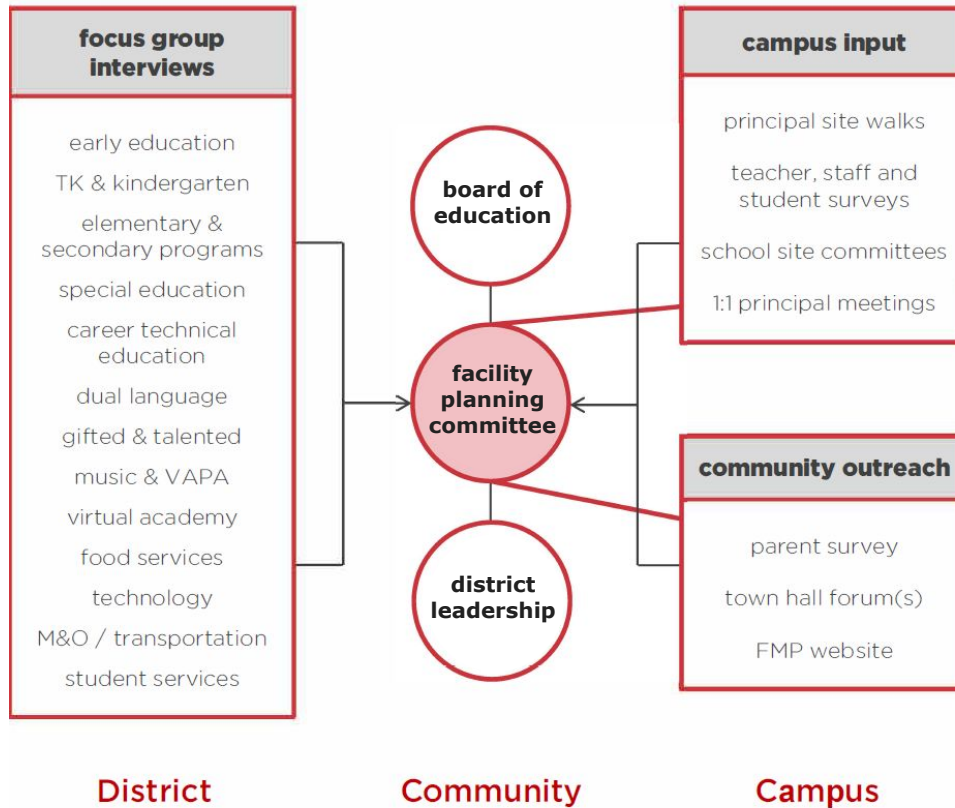 focus group
interviews
early education
TK & kindergarten
elementary &
secondary programs
special education
career technical
education
dual language
gifted & talented
music & VAPA
virtual academy
food services
technology
M&O / transportation
student services
board of
education
facility
planning
committee
district
leadership
campus input
principal site walks
teacher, staff and
student surveys
school site committees
1:1 principal meetings
community outreach
parent survey
town hall forum(s)
FMP website
District
Community
Campus